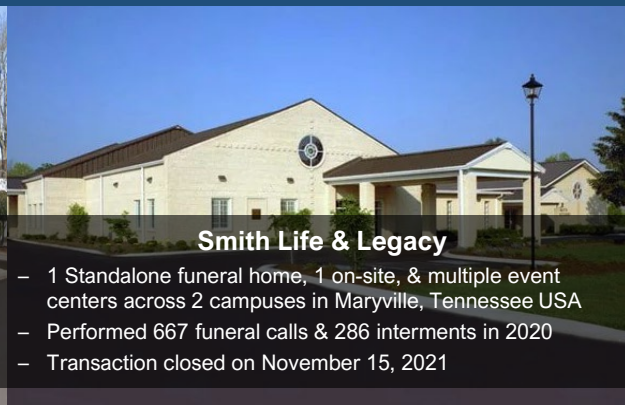 Smith Life & Legacy
– 1 Standalone funeral home, 1 on-site, & multiple event
centers across 2 campuses in Maryville, Tennessee USA
– Performed 667 funeral calls & 286 interments in 2020
– Transaction closed on November 15, 2021